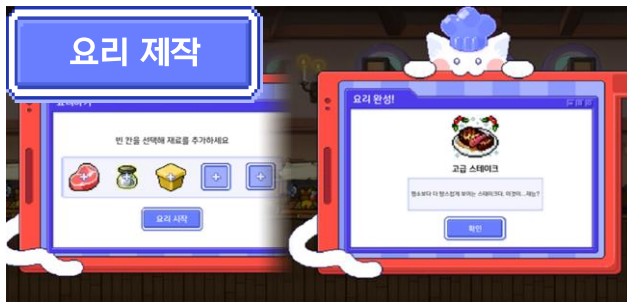 요리 제작
요리하기
빈 칸을 선택해 재료를 추가하세요
요리 시작
요리 완성!
고급 스테이크
평소보다 더 탐스럽게 보이는 스테이크다. 이것이...재능?
확인